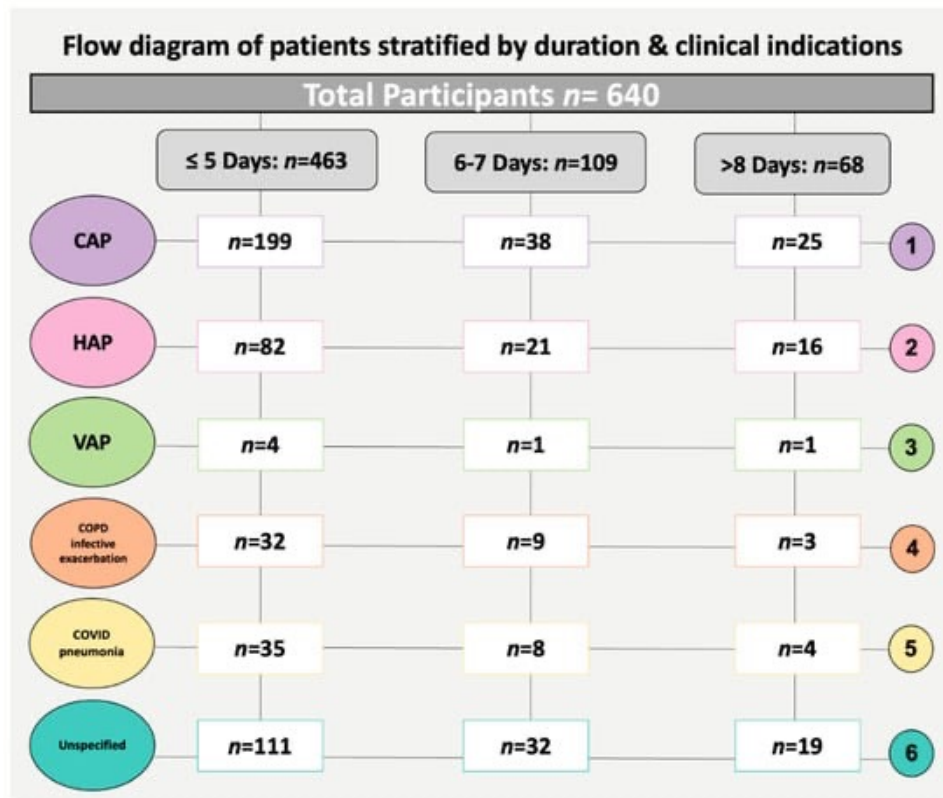 Flow diagram of patients stratified by duration & clinical indications
Total Participants n= 640
≤ 5 Days: n=463
6-7 Days: n=109
>8 Days: n=68
CAP
n=199
n=38
n=25
1
HAP
n=82
n=21
n=16
2
VAP
n=4
n=1
n=1
3
COPD
infective
exacerbation
n=32
n=9
n=3
4
COVID
pneumonia
n=35
n=8
n=4
5
Unspecified
n=111
n=32
n=19
6